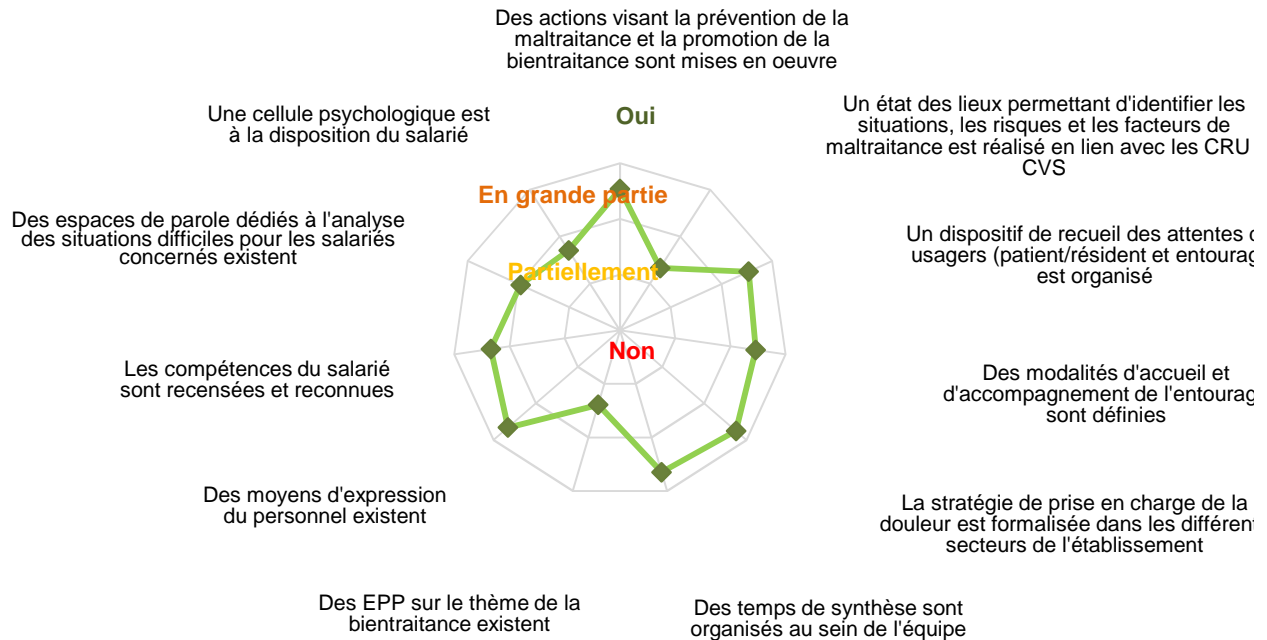 Des actions visant la prévention de la
maltraitance et la promotion de la
bientraitance sont mises en oeuvre
Un état des lieux permettant d'identifier les
situations, les risques et les facteurs de
maltraitance est réalisé en lien avec les CRU
CVS
Un dispositif de recueil des attentes
usagers (patient/résident et entourag
est organisé
Des modalités d'accueil et
d'accompagnement de l'entourag
sont définies
La stratégie de prise en charge de la
douleur est formalisée dans les différent
secteurs de l'établissement
Des temps de synthèse sont
organisés au sein de l'équipe
Des EPP sur le thème de la
bientraitance existent
Des moyens d'expression
du personnel existent
Les compétences du salarié
sont recensées et reconnues
Des espaces de parole dédiés à l'analyse
des situations difficiles pour les salariés
concernés existent
Une cellule psychologique est
à la disposition du salarié
Oui
En grande partie
Partiellement
Non